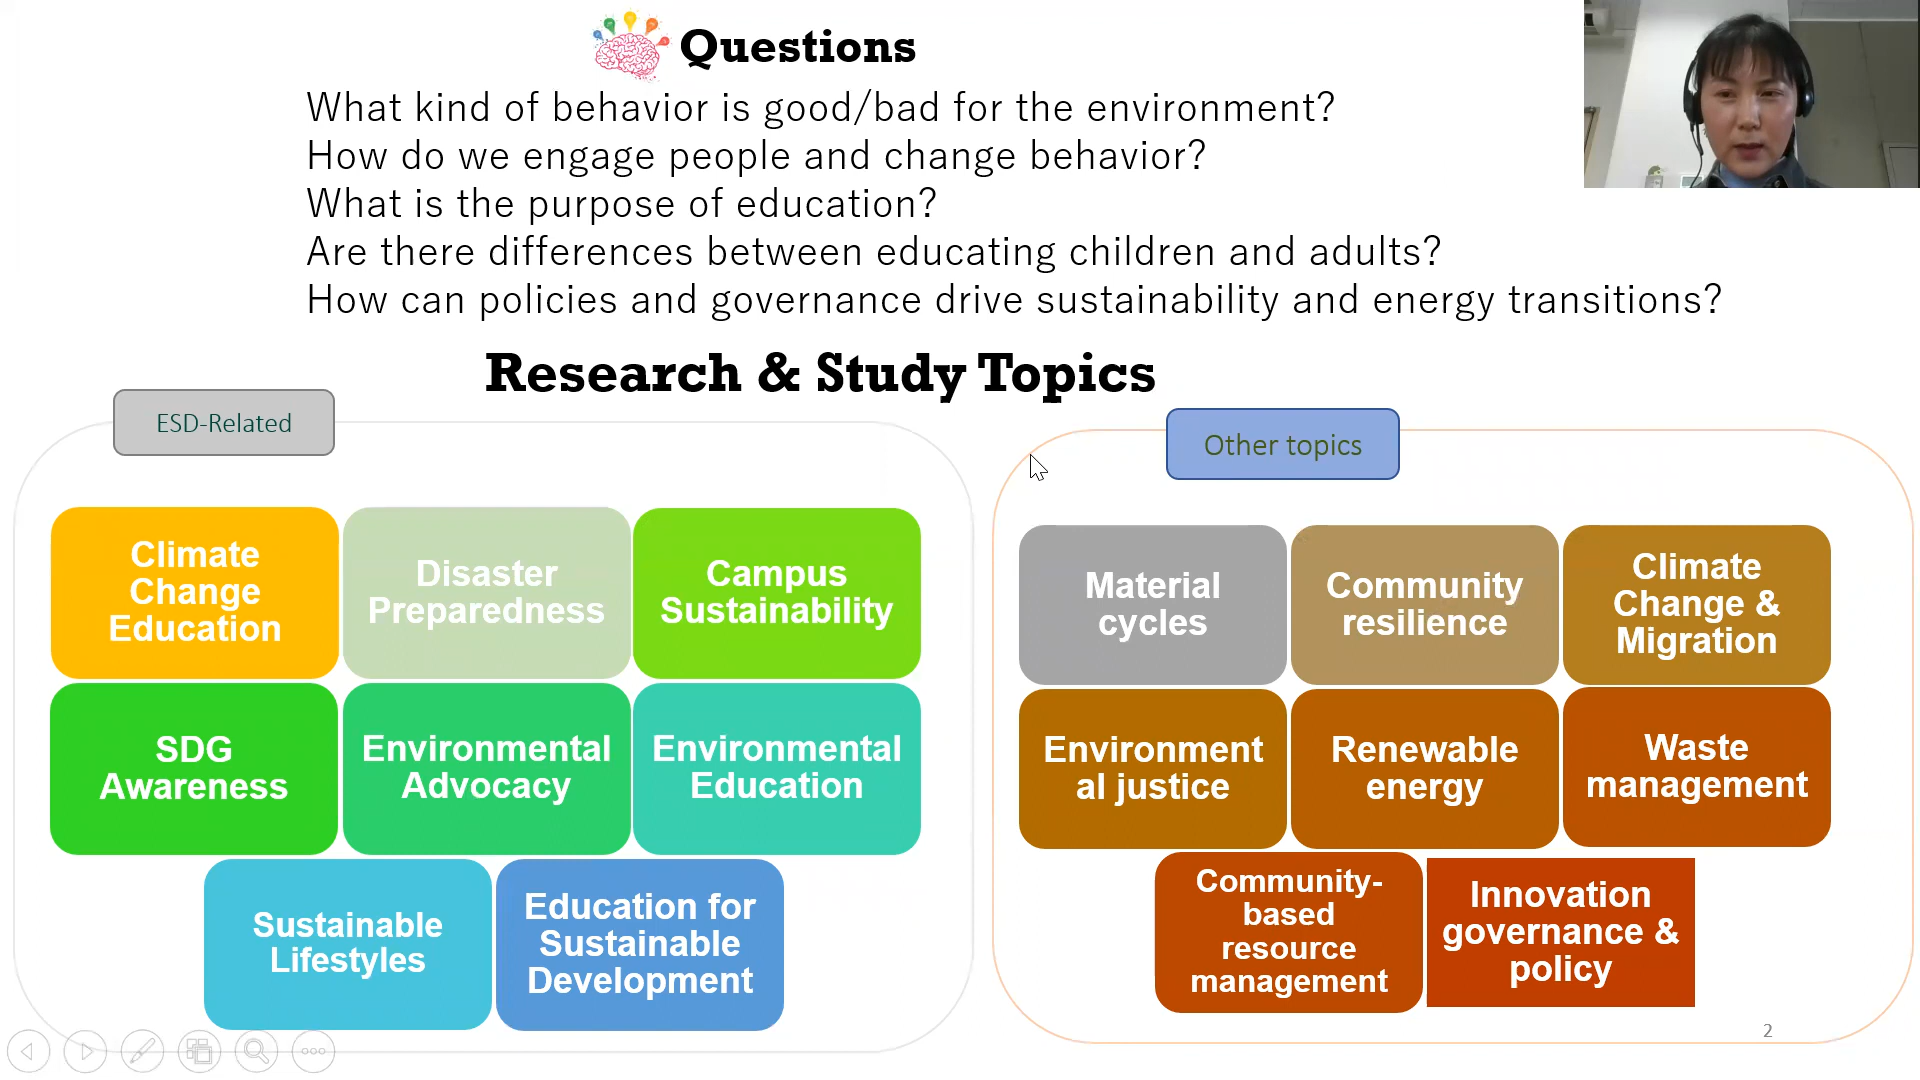 Questions
What kind of behavior is good/bad for the environment?
How do we engage people and change behavior?
What is the purpose of education?
Are there differences between educating children and adults?
How can policies and governance drive sustainability and energy transitions?
Research & Study Topics
ESD-Related
Climate
Change
Education
Disaster
Preparedness
Campus
Sustainability
SDG
Awareness
Environmental
Advocacy
Environmental
Education
Sustainable
Lifestyles
Education for
Sustainable
Development
Other topics
Material
cycles
Community
resilience
Climate
Change &
Migration
Environment
al justice
Renewable
energy
Waste
management
Community-
based
resource
management
Innovation
governance &
policy
2